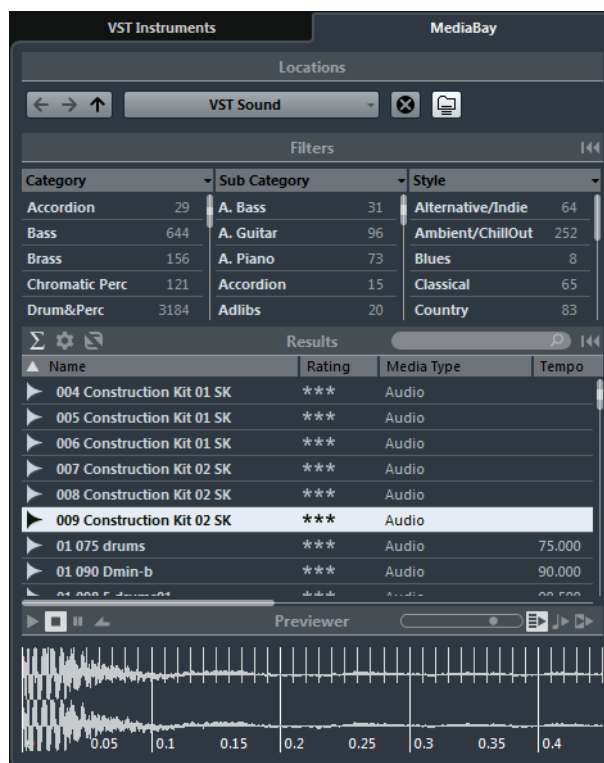 VST Instruments MediaBay
Locations
VST Sound
Filters
Category Sub Category Style
Accordion 29 A. Bass 31 Alternative/Indie 64
Bass 644 A. Guitar 96 Ambient/ChillOut 252
Brass 156 A. Piano 73 Blues 8
Chromatic Perc 121 Accordion 15 Classical 65
Drum&Perc 3184 Adlibs 20 Country 83
Results
Name Rating Media Type Tempo
004 Construction Kit 01 SK *** Audio
005 Construction Kit 01 SK *** Audio
006 Construction Kit 01 SK *** Audio
007 Construction Kit 02 SK *** Audio
008 Construction Kit 02 SK *** Audio
009 Construction Kit 02 SK *** Audio
01 075 drums *** Audio 75.000
01 090 Dmin-b *** Audio 90.000
Previewer
0.05 0.1 0.15 0.2 0.25 0.3 0.35 0.4